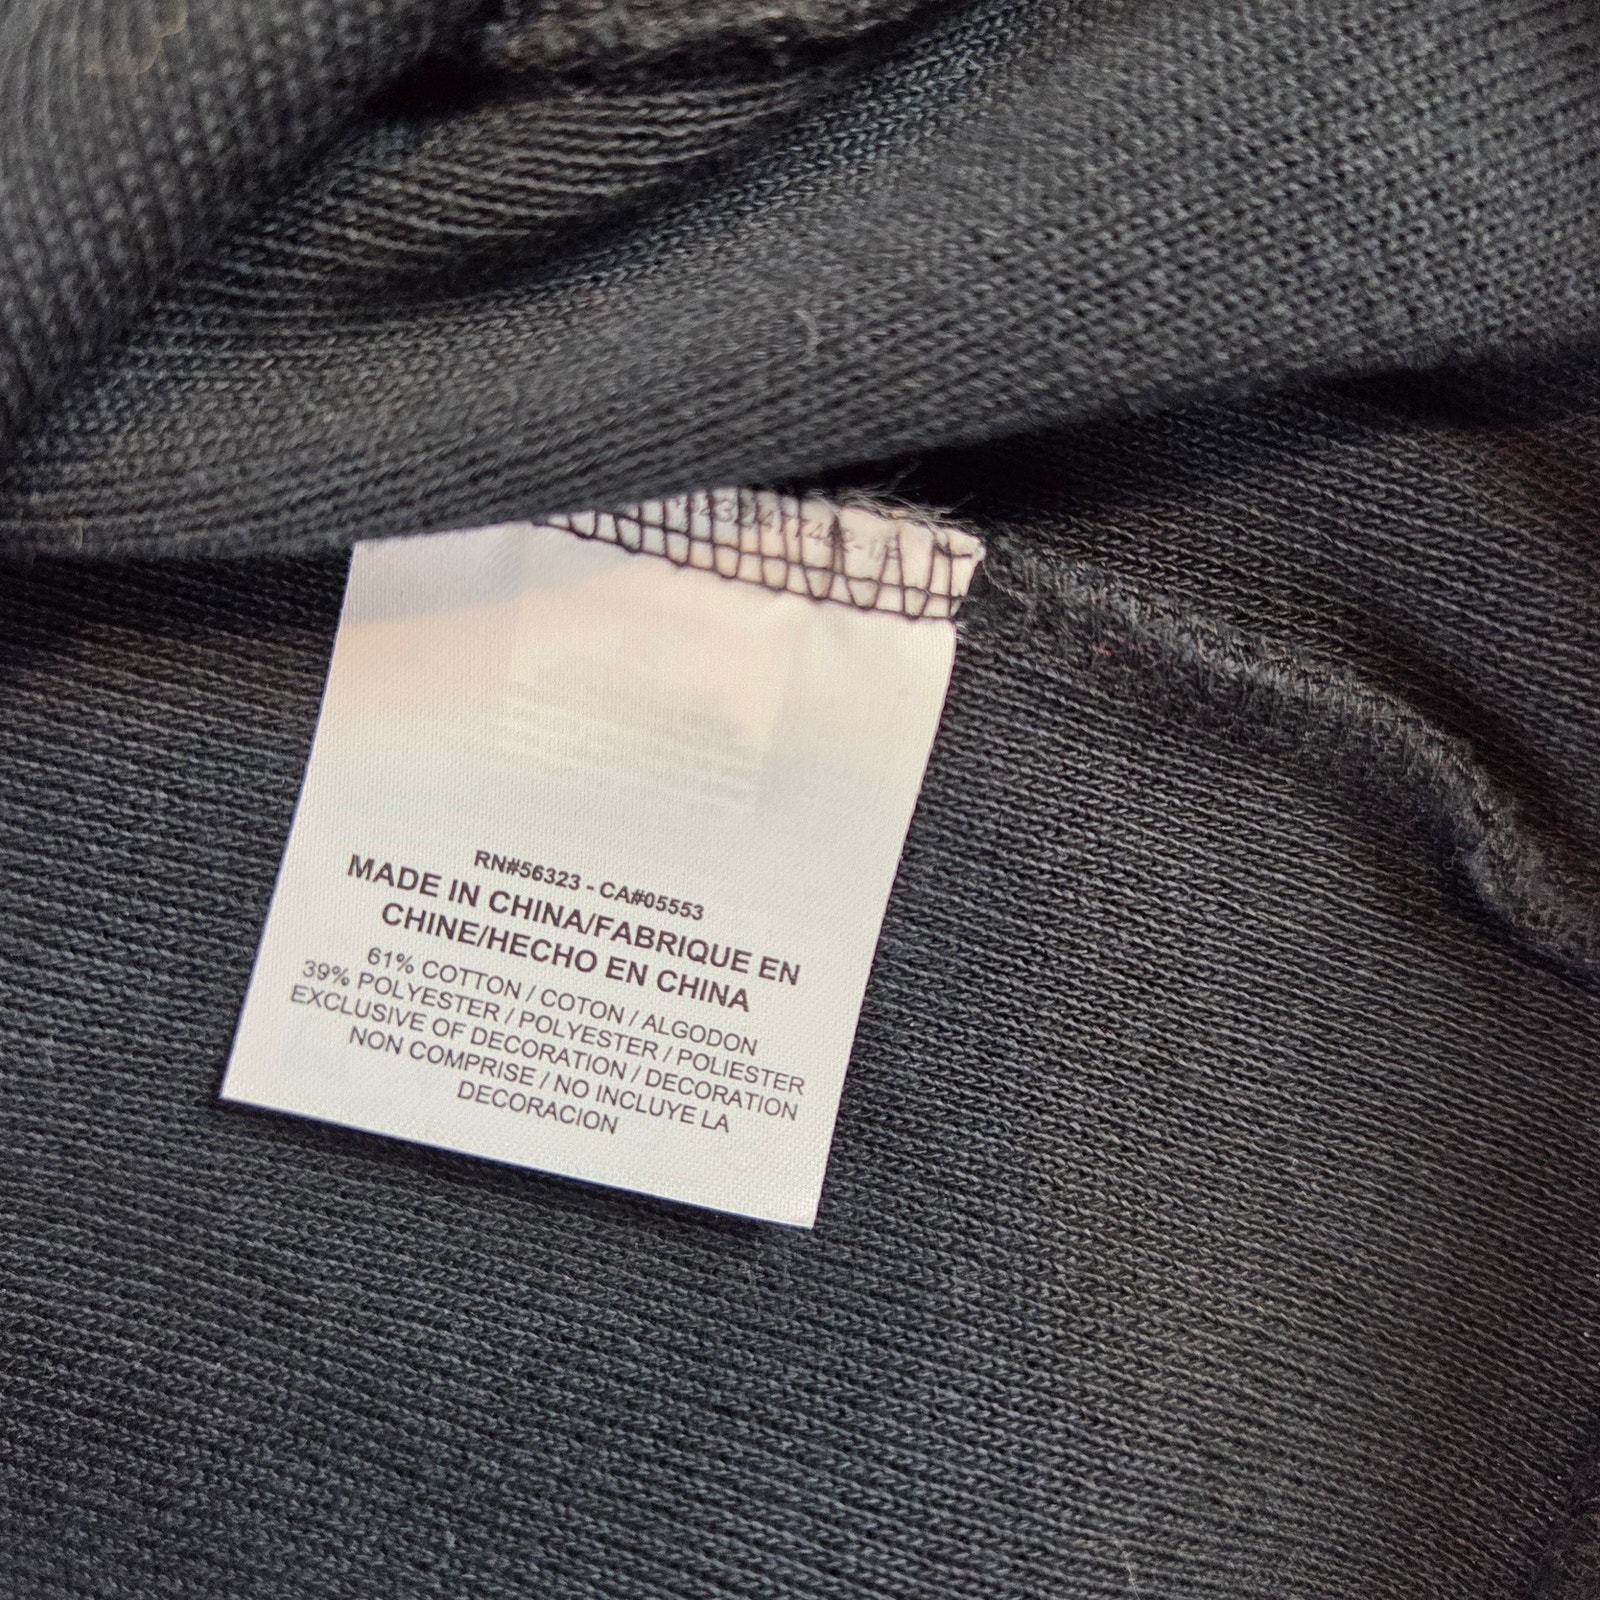 RN#56323 - CA#05553
MADE IN CHINA/FABRIQUE EN
CHINE/HECHO EN CHINA
61% COTTON / COTON / ALGODON
39% POLYESTER / POLYESTER / POLIESTER
EXCLUSIVE OF DECORATION / DECORATION
NON COMPRISE / NO INCLUYE LA
DECORACION